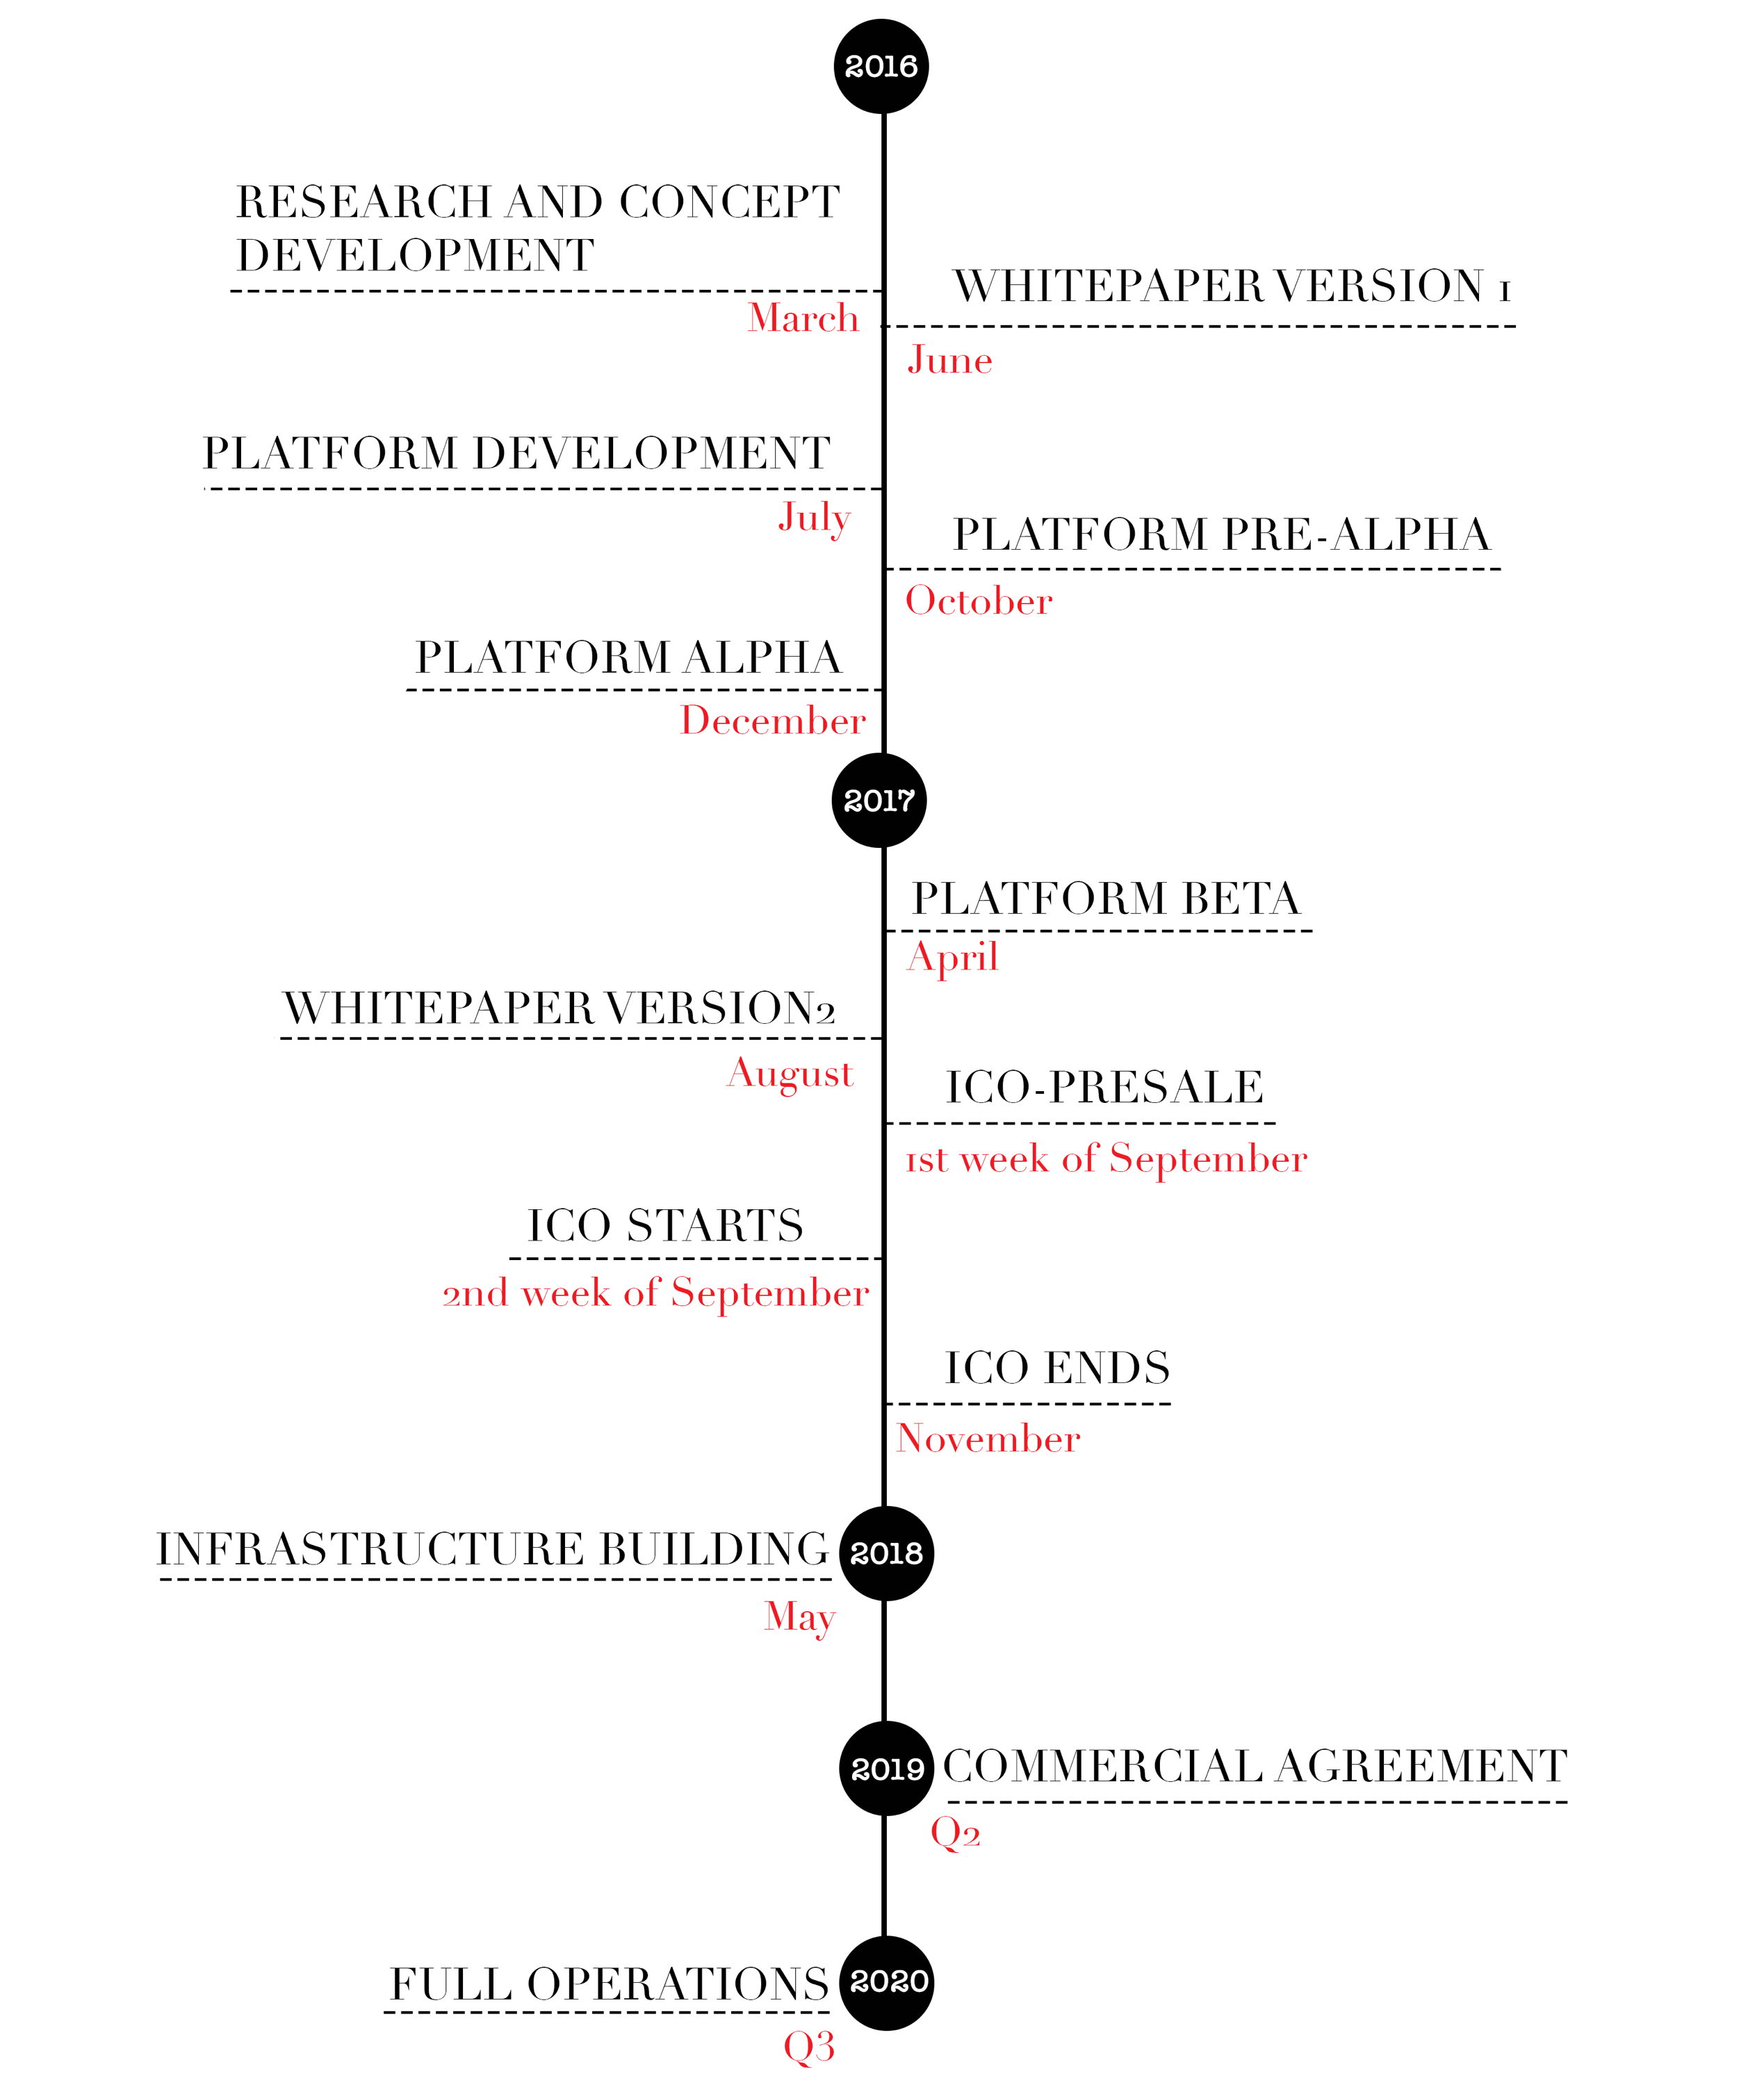 2016
RESEARCH AND CONCEPT
DEVELOPMENT
March
WHITEPAPER VERSION 1
June
PLATFORM DEVELOPMENT
July
PLATFORM PRE-ALPHA
October
PLATFORM ALPHA
December
2017
PLATFORM BETA
April
WHITEPAPER VERSION2
August
ICO-PRESALE
1st week of September
ICO STARTS
2nd week of September
ICO ENDS
November
INFRASTRUCTURE BUILDING
2018
May
2019
COMMERCIAL AGREEMENT
Q2
FULL OPERATIONS
2020
Q3